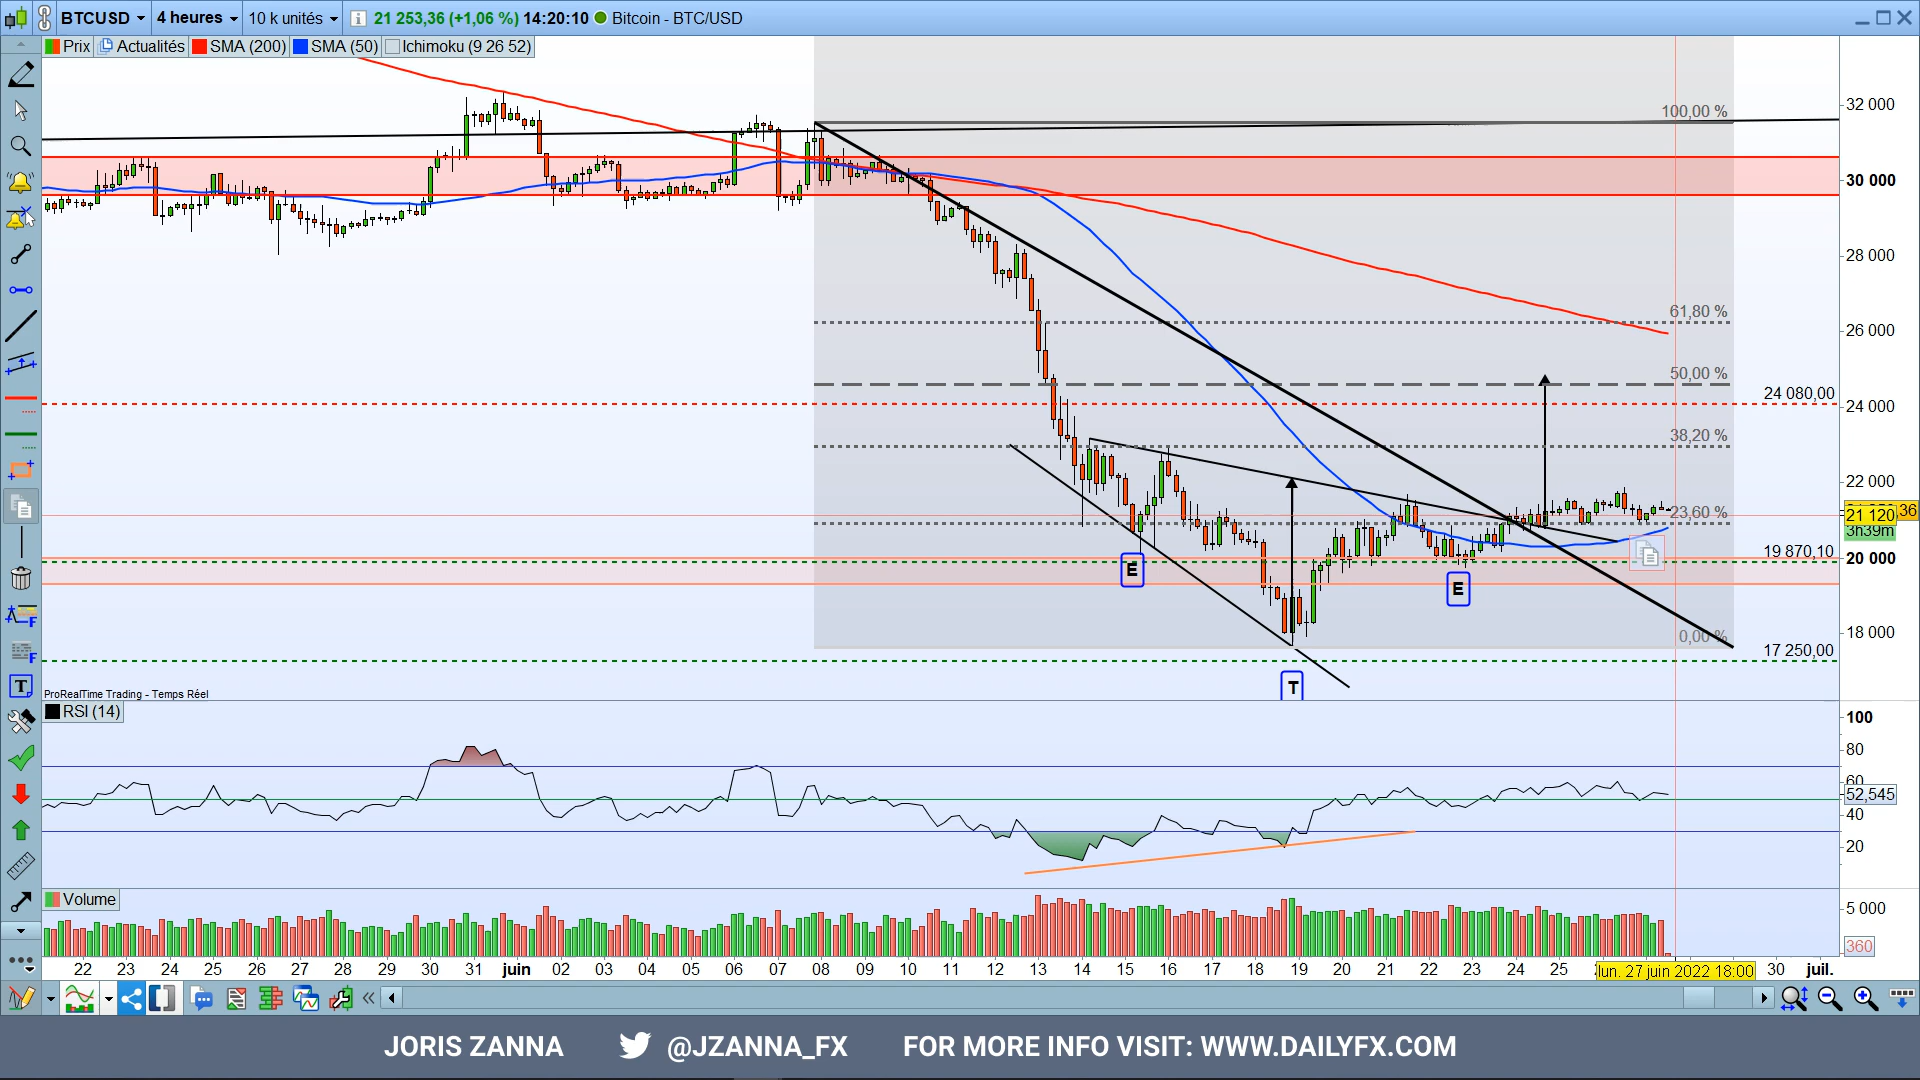 BTCUSD 4 heures 10 k unités 21 253,36 (+1,06 %) 14:20:10 Bitcoin - BTC/USD
Prix Actualités SMA (200) SMA (50) Ichimoku (9 26 52)
32 000
100,00 %
30 000
28 000
61,80 %
26 000
50,00 %
24 080,00
24 000
38,20 %
22 000
23,60 %
36
21 120
3h39m
19 870,10
20 000
E
E
18 000
0,00 %
17 250,00
T
ProRealTime Trading - Temps Réel
RSI (14)
100
80
60
52,545
40
20
Volume
5 000
360
22 23 24 25 26 27 28 29 30 31 juin 02 03 04 05 06 07 08 09 10 11 12 13 14 15 16 17 18 19 20 21 22 23 24 25 lun. 27 juin 2022 18:00 30 juil.
JORIS ZANNA @JZANNA_FX FOR MORE INFO VISIT: WWW.DAILYFX.COM